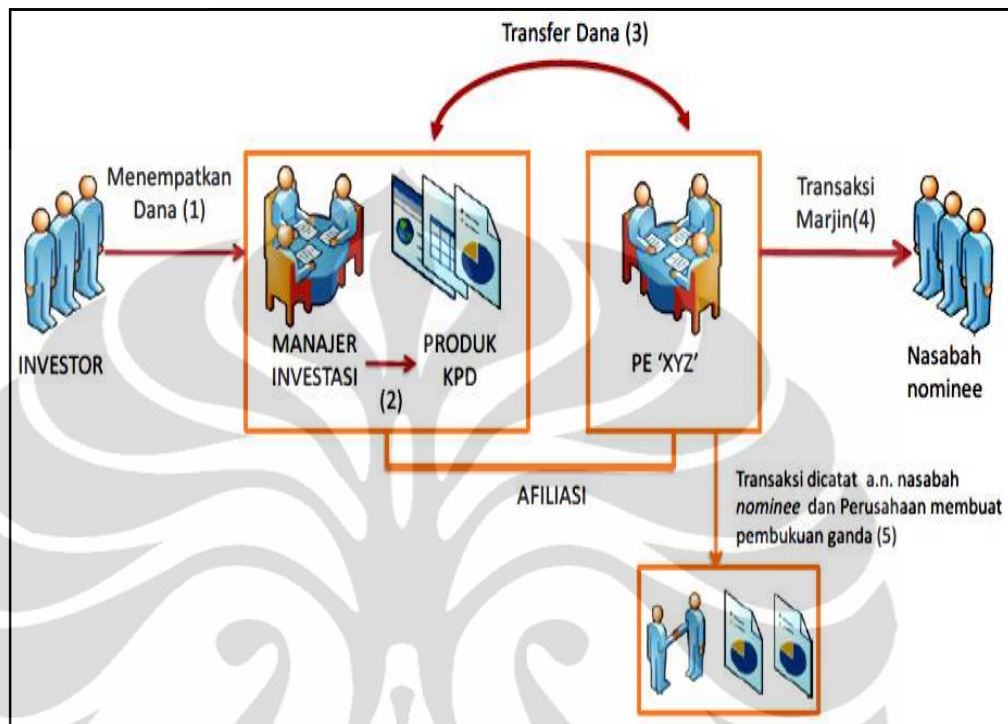 Transfer Dana (3)
Menempatkan
Dana (1)
Transaksi
Marjin(4)
INVESTOR
MANAJER
INVESTASI
(2)
PRODUK
KPD
PE ‘XYZ’
Nasabah
nominee
AFILIASI
Transaksi dicatat a.n. nasabah
nominee dan Perusahaan membuat
pembukuan ganda (5)